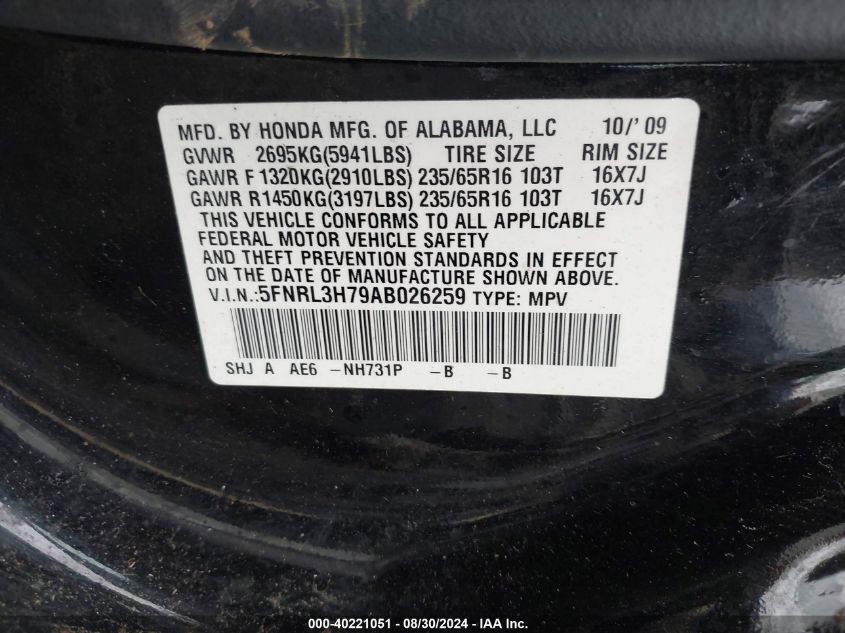 MFD. BY HONDA MFG. OF ALABAMA, LLC 10/' 09
GVWR 2695KG(5941LBS) TIRE SIZE RIM SIZE
GAWR F 1320KG(2910LBS) 235/65R16 103T 16X7J
GAWR R1450KG(3197LBS) 235/65R16 103T 16X7J
THIS VEHICLE CONFORMS TO ALL APPLICABLE
FEDERAL MOTOR VEHICLE SAFETY
AND THEFT PREVENTION STANDARDS IN EFFECT
ON THE DATE OF MANUFACTURE SHOWN ABOVE.
V.I.N.:5FNRL3H79AB026259 TYPE: MPV
SHJ A AE6 -NH731P -B -B
000-40221051 - 08/30/2024 - IAA Inc.